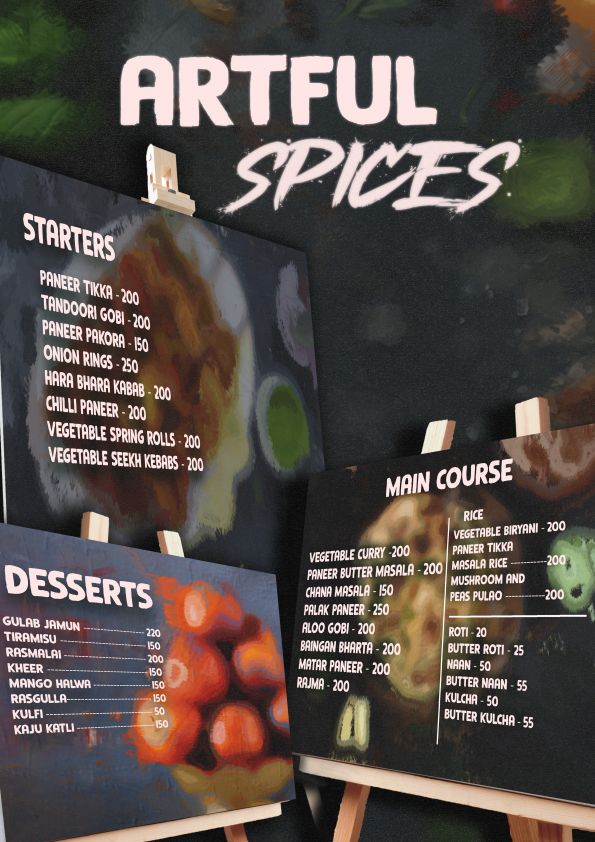 ARTFUL
SPICES
STARTERS
PANEER TIKKA - 200
TANDOORI GOBI - 200
PANEER PAKORA - 150
ONION RINGS - 250
HARA BHARA KABAB - 200
CHILLI PANEER - 200
VEGETABLE SPRING ROLLS - 200
VEGETABLE SEEKH KEBABS - 200
DESSERTS
GULAB JAMUN ---------------- 220
TIRAMISU ---------------- 150
RASMALAI ---------------- 200
KHEER ---------------- 150
MANGO HALWA ---------------- 150
RASGULLA---------------- 150
KULFI ---------------- 50
KAJU KATLI ---------------- 150
MAIN COURSE
VEGETABLE CURRY -200
PANEER BUTTER MASALA - 200
CHANA MASALA - 150
PALAK PANEER - 250
ALOO GOBI - 200
BAINGAN BHARTA - 200
MATAR PANEER - 200
RAJMA - 200
RICE
VEGETABLE BIRYANI - 200
PANEER TIKKA
MASALA RICE -----------200
MUSHROOM AND
PEAS PULAO ------------200
ROTI - 20
BUTTER ROTI - 25
NAAN - 50
BUTTER NAAN - 55
KULCHA - 50
BUTTER KULCHA - 55